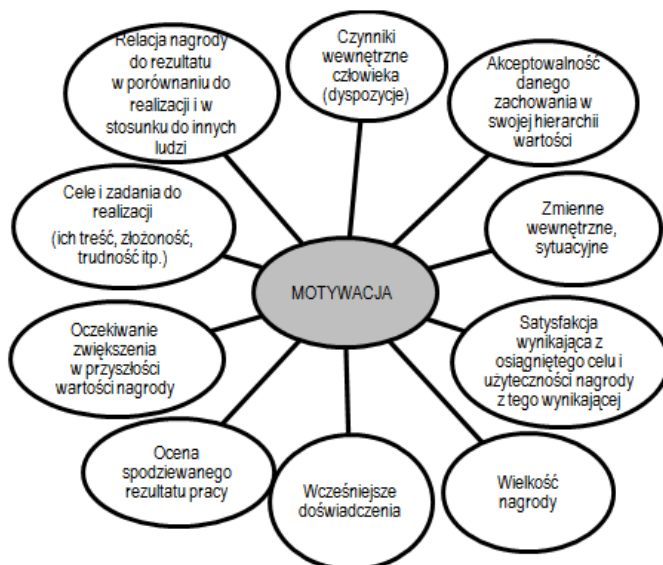 Relacja nagrody
do rezultatu
w porównaniu do
realizacji i w
stosunku do innych
ludzi
Czynniki
wewnętrzne
człowieka
(dyspozycje)
Akceptowalność
danego
zachowania w
swojej hierarchii
wartości
Cele i zadania do
realizacji
(ich treść, złożoność,
trudność itp.)
Zmienne
wewnętrzne,
sytuacyjne
MOTYWACJA
Oczekiwanie
zwiększenia
w przyszłości
wartości nagrody
Satysfakcja
wynikająca z
osiągniętego celu i
użyteczności nagrody
z tego wynikającej
Ocena
spodziewanego
rezultatu pracy
Wcześniejsze
doświadczenia
Wielkość
nagrody